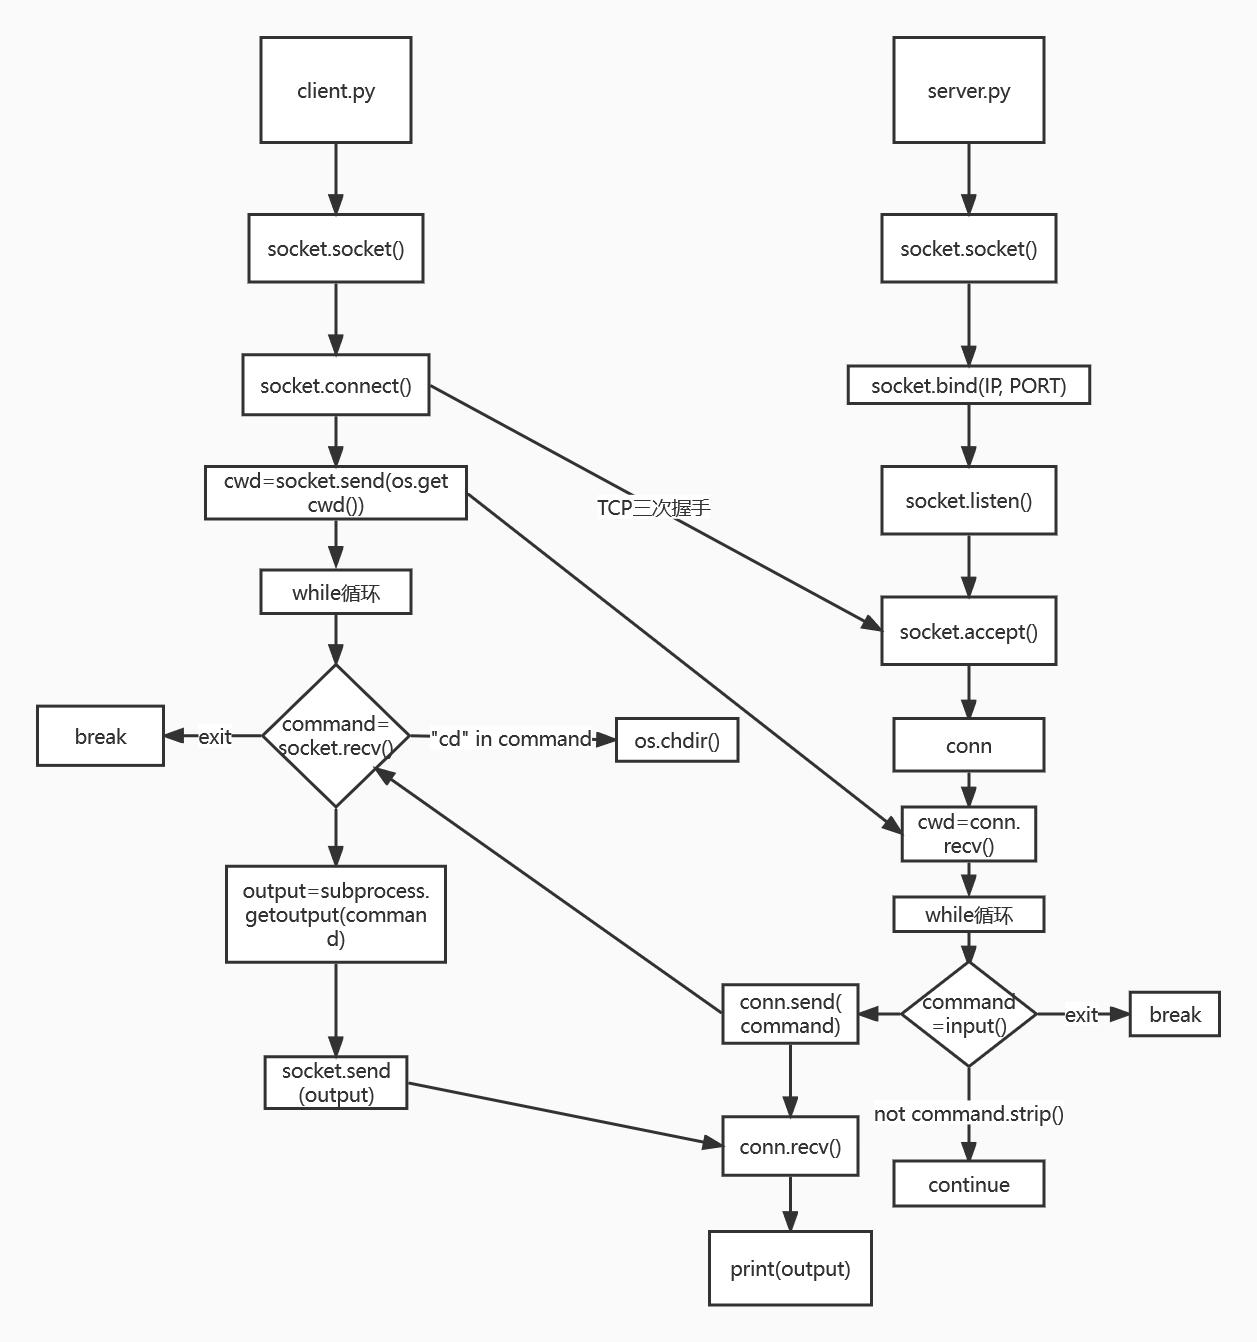 client.py
server.py
socket.socket()
socket.socket()
socket.connect()
socket.bind(IP, PORT)
cwd=socket.send(os.get
cwd())
TCP三次握手
socket.listen()
while循环
socket.accept()
break
exit
command=
socket.recv()
"cd" in command
os.chdir()
conn
cwd=conn.
recv()
output=subprocess.
getoutput(comman
d)
while循环
conn.send(
command)
command
=input()
exit
break
socket.send
(output)
not command.strip()
conn.recv()
continue
print(output)